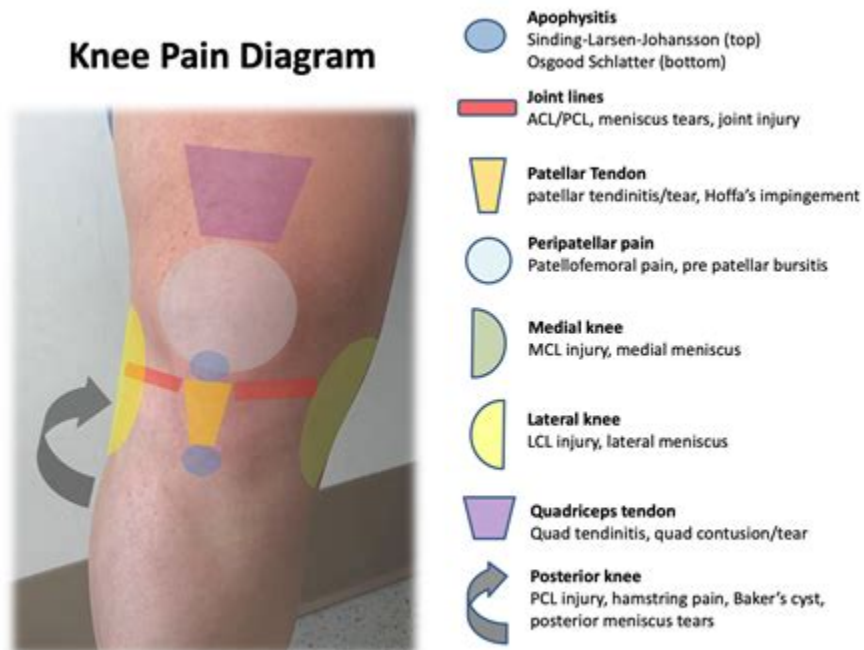 Knee Pain Diagram
Apophysitis
Sinding-Larsen-Johansson (top)
Osgood Schlatter (bottom)
Joint lines
ACL/PCL, meniscus tears, joint injury
Patellar Tendon
patellar tendinitis/tear, Hoffa's impingement
Peripatellar pain
Patellofemoral pain, pre patellar bursitis
Medial knee
MCL injury, medial meniscus
Lateral knee
LCL injury, lateral meniscus
Quadriceps tendon
Quad tendinitis, quad contusion/tear
Posterior knee
PCL injury, hamstring pain, Baker's cyst,
posterior meniscus tears